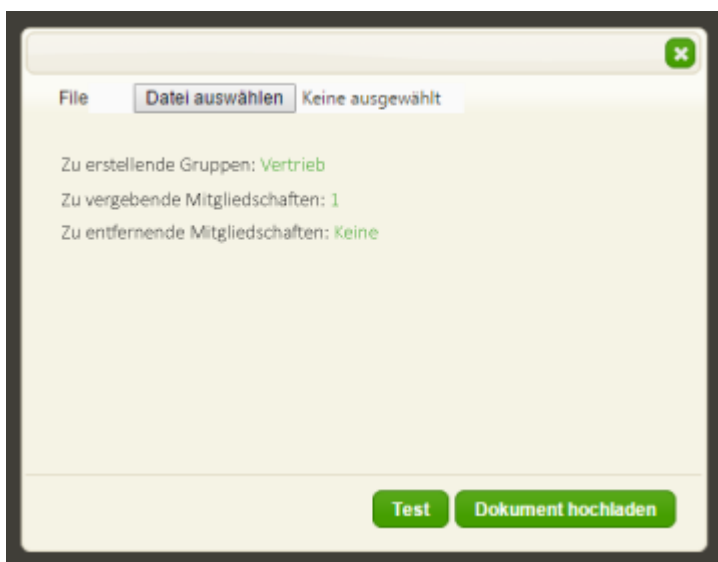 File Datei auswählen Keine ausgewählt
Zu erstellende Gruppen: Vertrieb
Zu vergebende Mitgliedschaften: 1
Zu entfernende Mitgliedschaften: Keine
Test Dokument hochladen